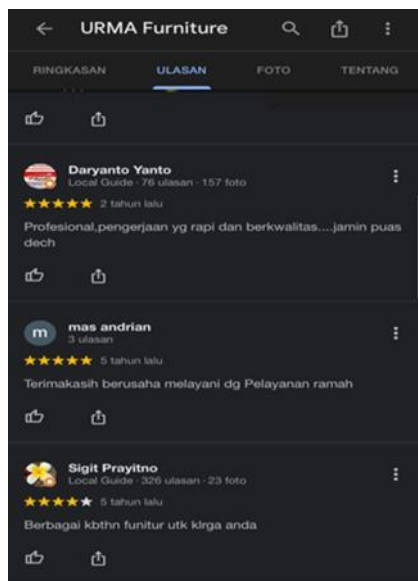 URMA Furniture
RINGKASAN ULASAN FOTO TENTANG
Daryanto Yanto
Local Guide · 76 ulasan · 157 foto
2 tahun lalu
Profesional,pengerjaan yg rapi dan berkwalitas....jamin puas
dech
m
mas andrian
3 ulasan
5 tahun lalu
Terimakasih berusaha melayani dg Pelayanan ramah
Sigit Prayitno
Local Guide · 326 ulasan · 23 foto
5 tahun lalu
Berbagai kbthn funitur utk klrga anda